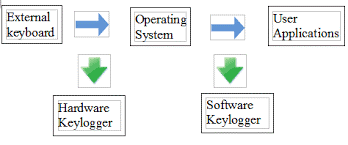 External
keyboard
Operating
System
User
Applications
Hardware
Keylogger
Software
Keylogger